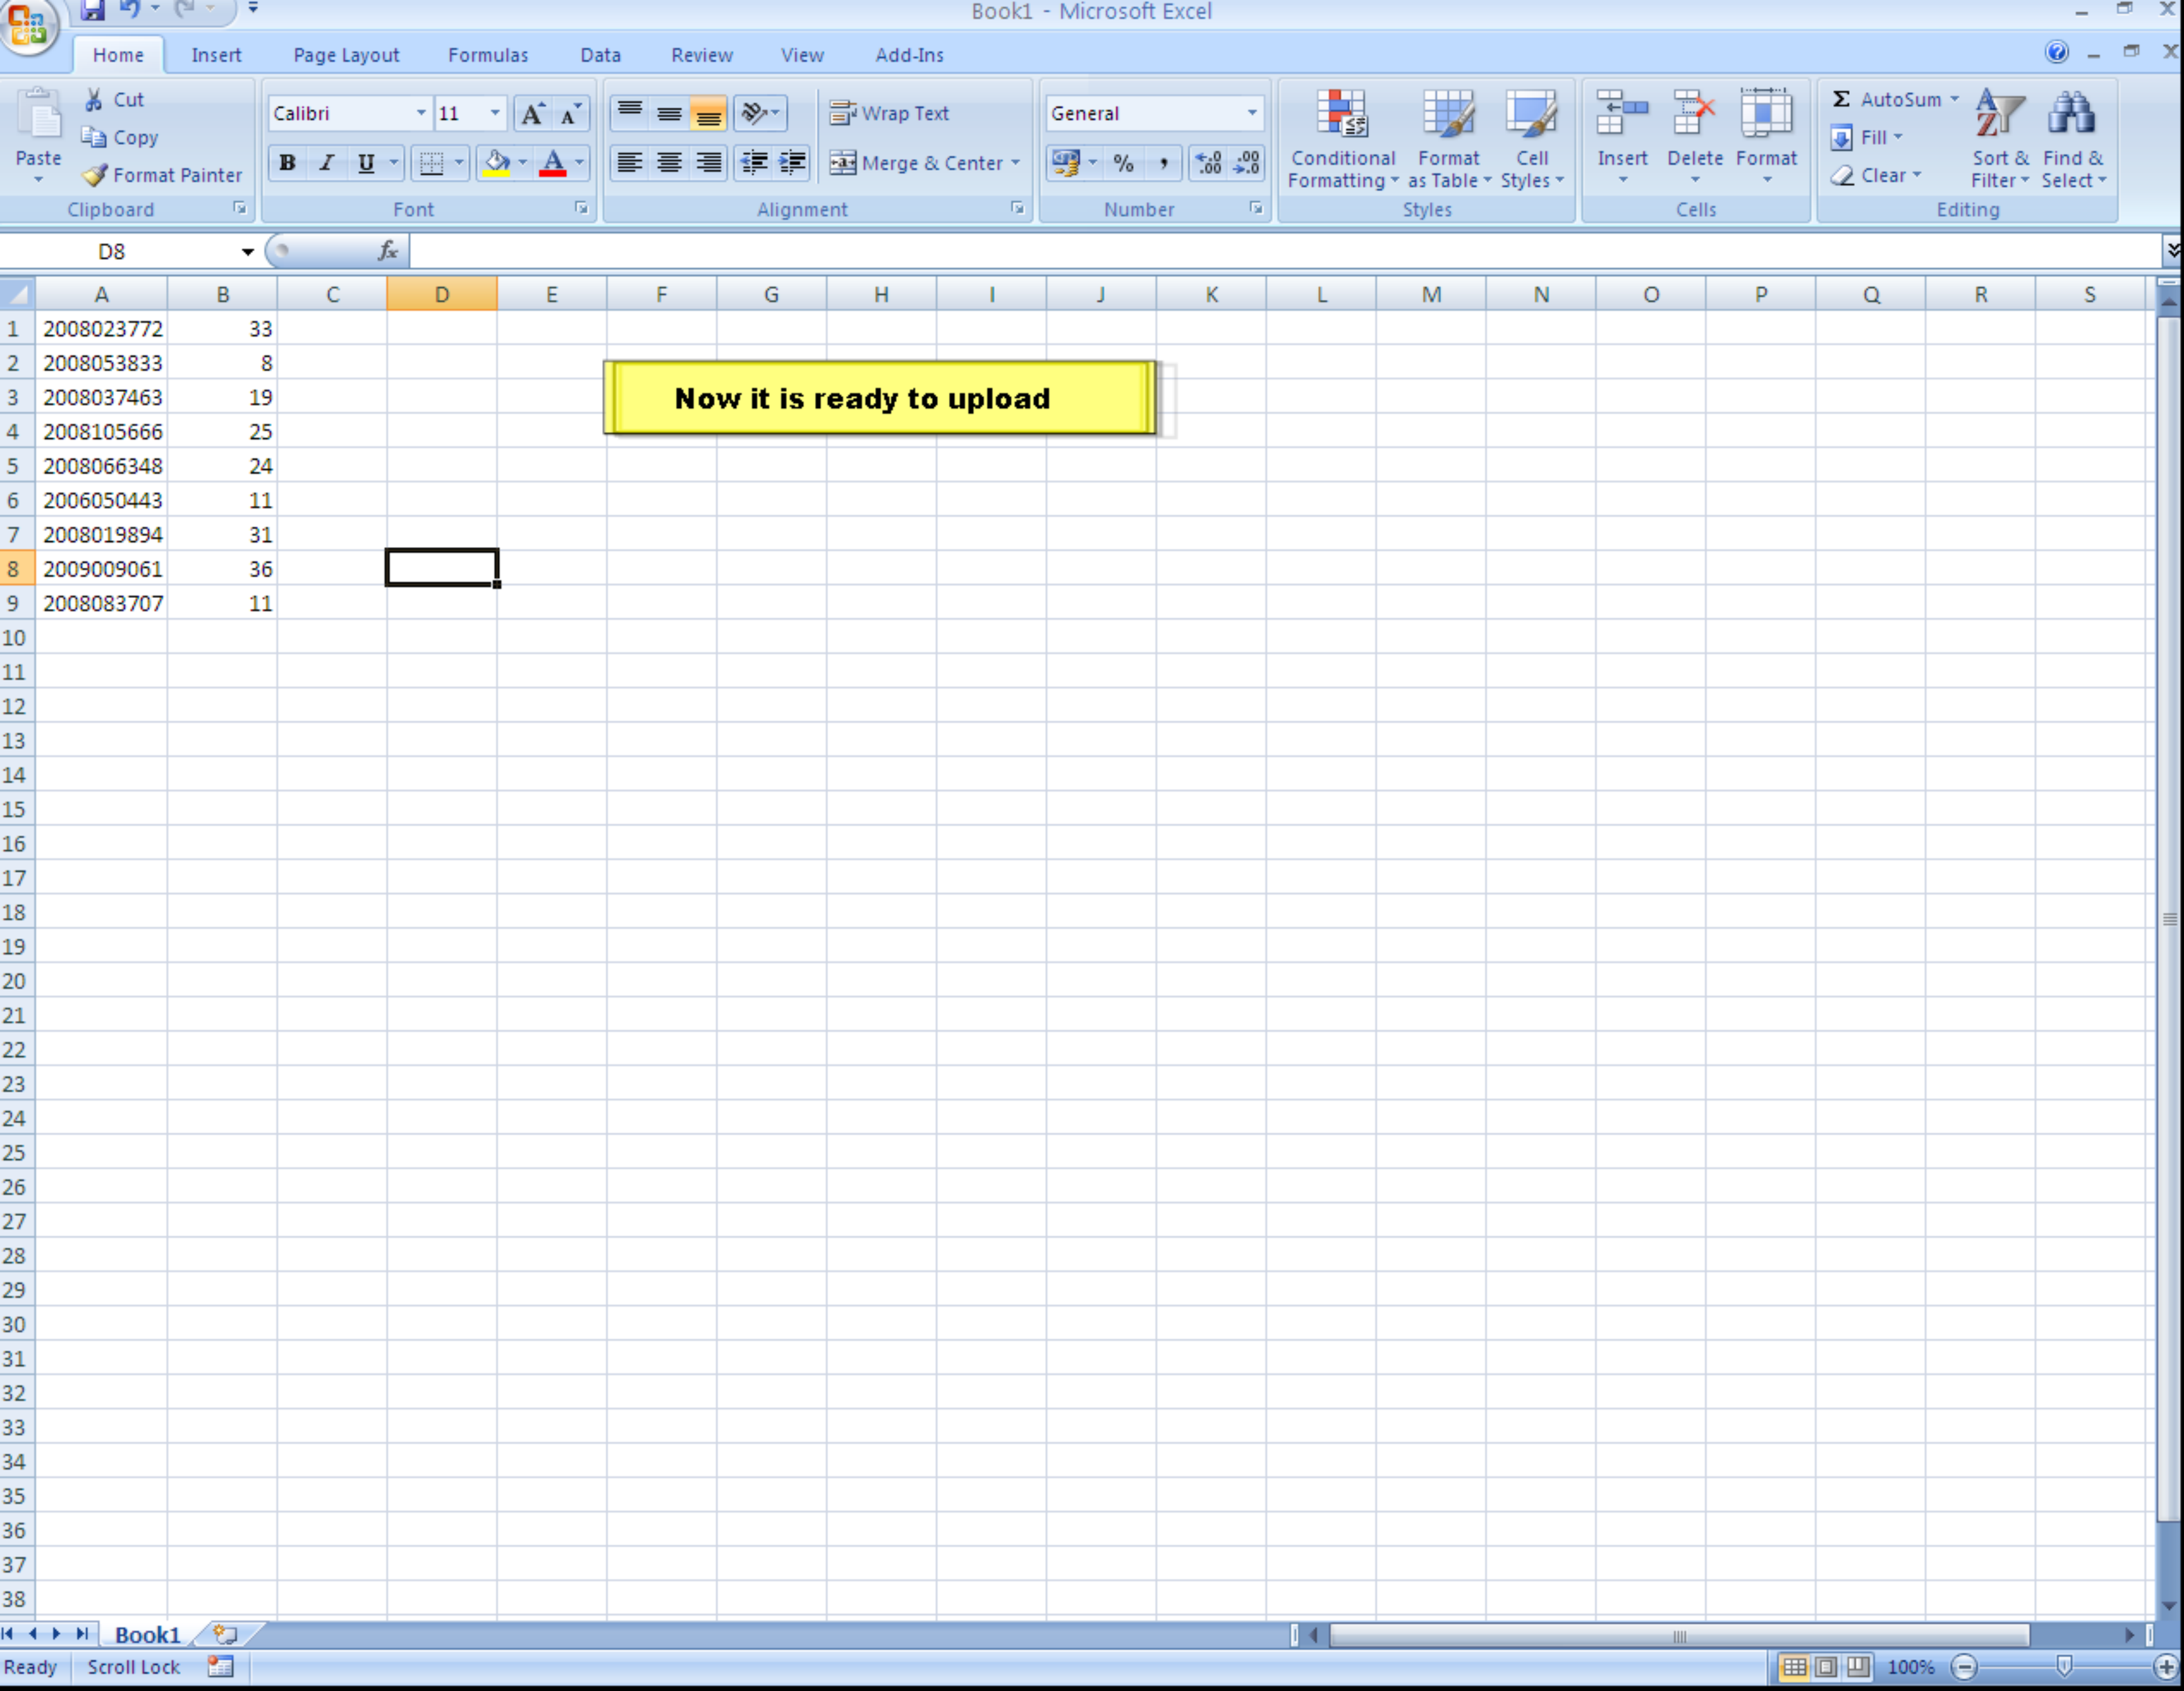 Book1 - Microsoft Excel
Home Insert Page Layout Formulas Data Review View Add-Ins
Paste
Cut
Copy
Format Painter
Clipboard
Calibri 11
B I U
Font
Wrap Text
Merge & Center
Alignment
General
% ,
Number
Conditional Formatting
Format as Table
Cell Styles
Styles
Insert Delete Format
Cells
Σ AutoSum
Fill
Clear
Sort & Filter
Find & Select
Editing
D8 fx
A B C D E F G H I J K L M N O P Q R S
1 2008023772 33
2 2008053833 8
3 2008037463 19
4 2008105666 25
5 2008066348 24
6 2006050443 11
7 2008019894 31
8 2009009061 36
9 2008083707 11
Now it is ready to upload
10
11
12
13
14
15
16
17
18
19
20
21
22
23
24
25
26
27
28
29
30
31
32
33
34
35
36
37
38
Book1
Ready Scroll Lock 100%